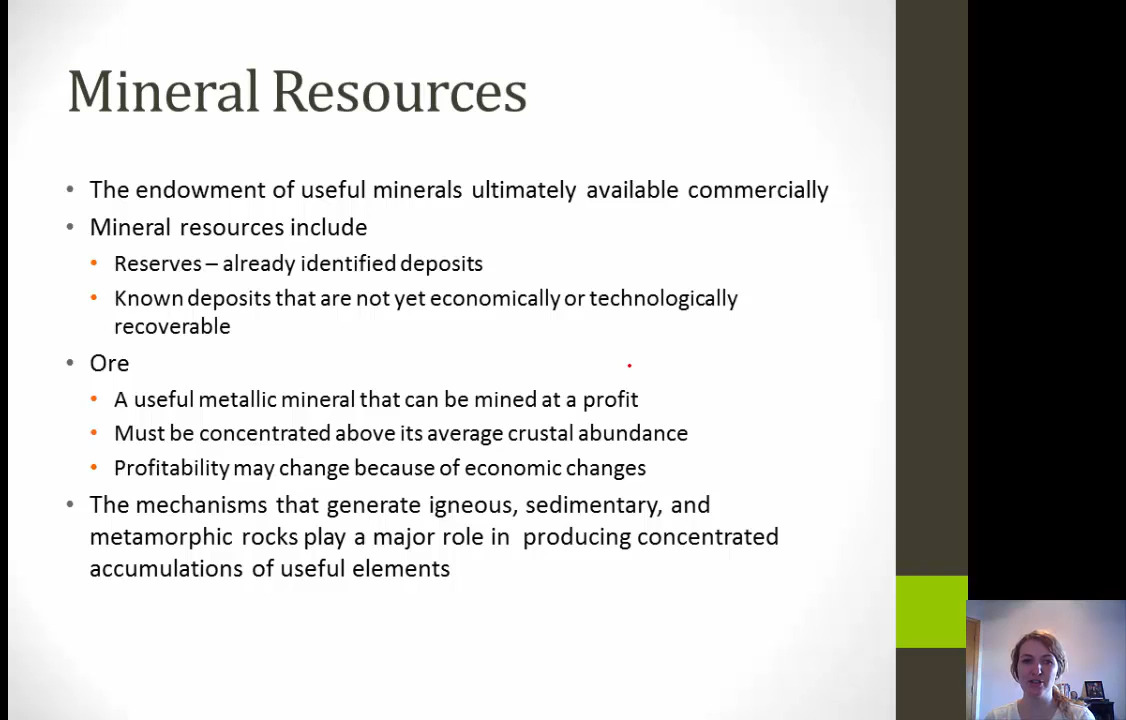 Mineral Resources
• The endowment of useful minerals ultimately available commercially
• Mineral resources include
• Reserves – already identified deposits
• Known deposits that are not yet economically or technologically
recoverable
• Ore
• A useful metallic mineral that can be mined at a profit
• Must be concentrated above its average crustal abundance
• Profitability may change because of economic changes
• The mechanisms that generate igneous, sedimentary, and
metamorphic rocks play a major role in producing concentrated
accumulations of useful elements